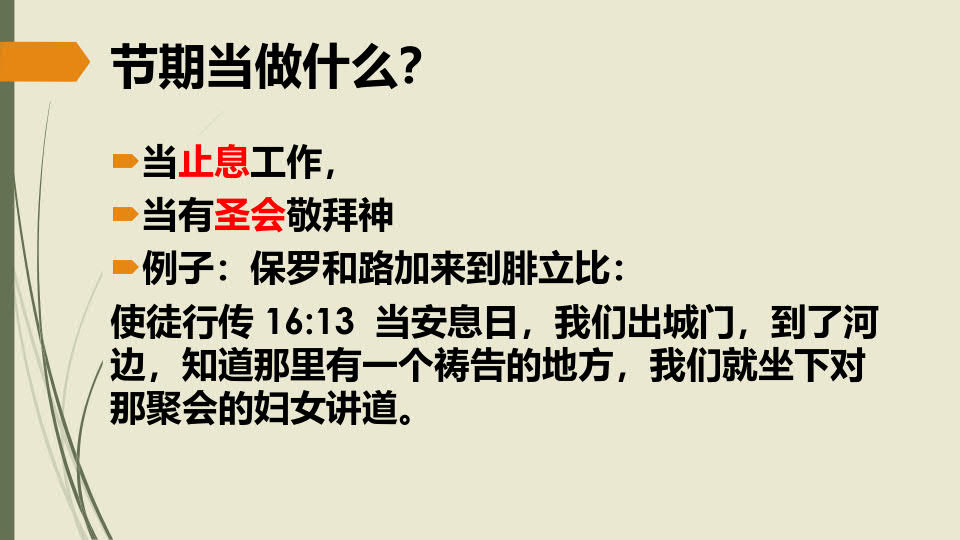 节期当做什么？
当止息工作，
当有圣会敬拜神
例子：保罗和路加来到腓立比：
使徒行传 16:13 当安息日，我们出城门，到了河
边，知道那里有一个祷告的地方，我们就坐下对
那聚会的妇女讲道。